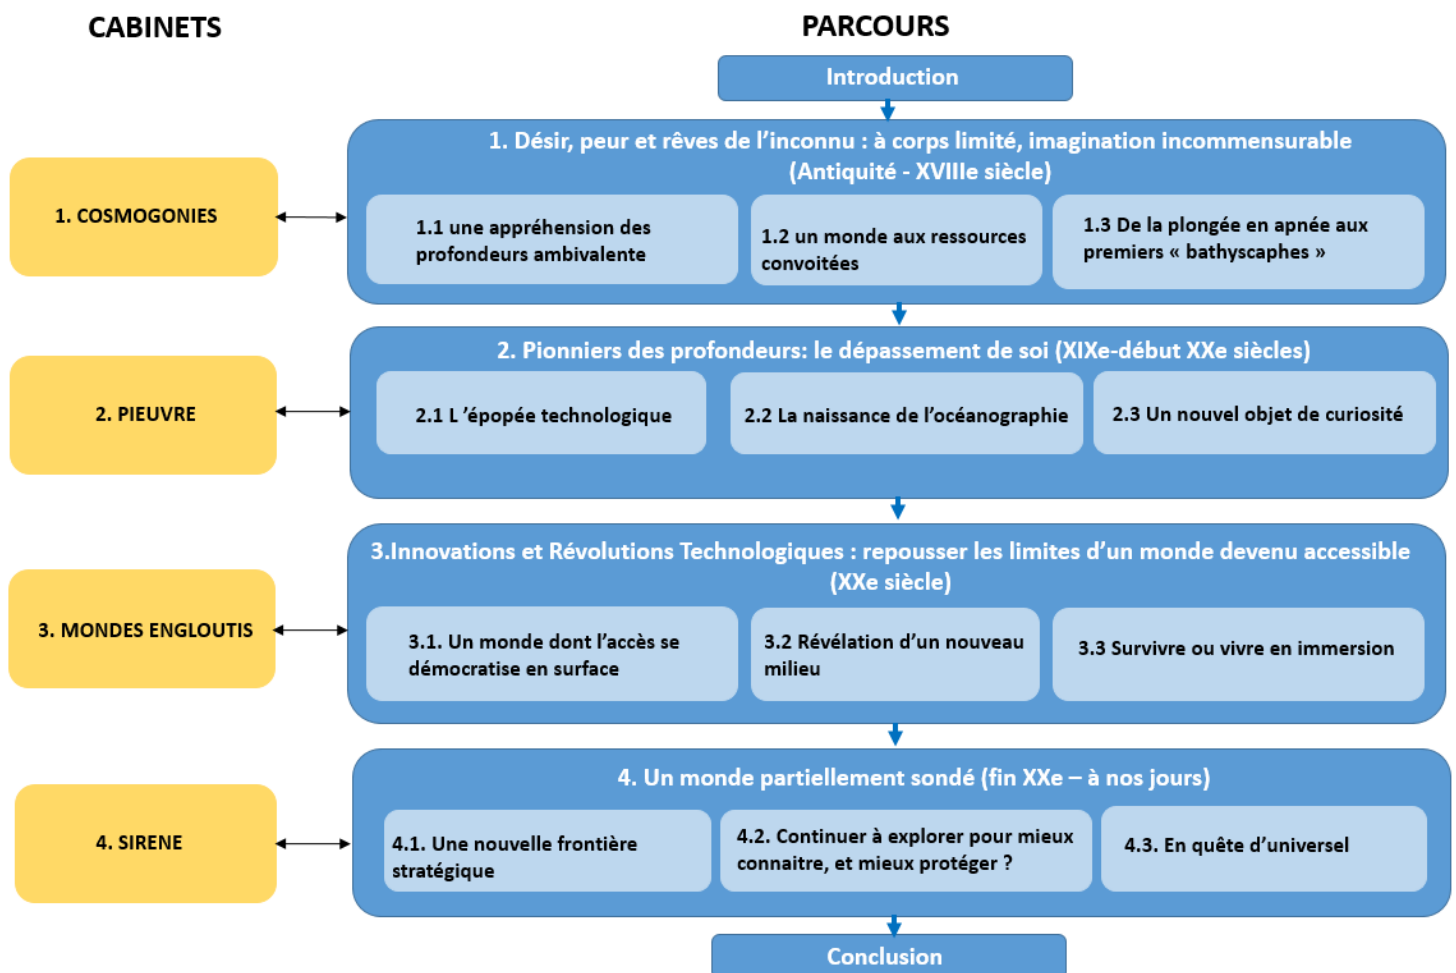 CABINETS
PARCOURS
Introduction
1. Désir, peur et rêves de l’inconnu : à corps limité, imagination incommensurable
(Antiquité - XVIIIe siècle)
1. COSMOGONIES
1.1 une appréhension des
profondeurs ambivalente
1.2 un monde aux ressources
convoitées
1.3 De la plongée en apnée aux
premiers « bathyscaphes »
2. Pionniers des profondeurs: le dépassement de soi (XIXe-début XXe siècles)
2. PIEUVRE
2.1 L ’épopée technologique
2.2 La naissance de l’océanographie
2.3 Un nouvel objet de curiosité
3.Innovations et Révolutions Technologiques : repousser les limites d’un monde devenu accessible
(XXe siècle)
3. MONDES ENGLOUTIS
3.1. Un monde dont l’accès se
démocratise en surface
3.2 Révélation d’un nouveau
milieu
3.3 Survivre ou vivre en immersion
4. Un monde partiellement sondé (fin XXe – à nos jours)
4. SIRENE
4.1. Une nouvelle frontière
stratégique
4.2. Continuer à explorer pour mieux
connaitre, et mieux protéger ?
4.3. En quête d’universel
Conclusion